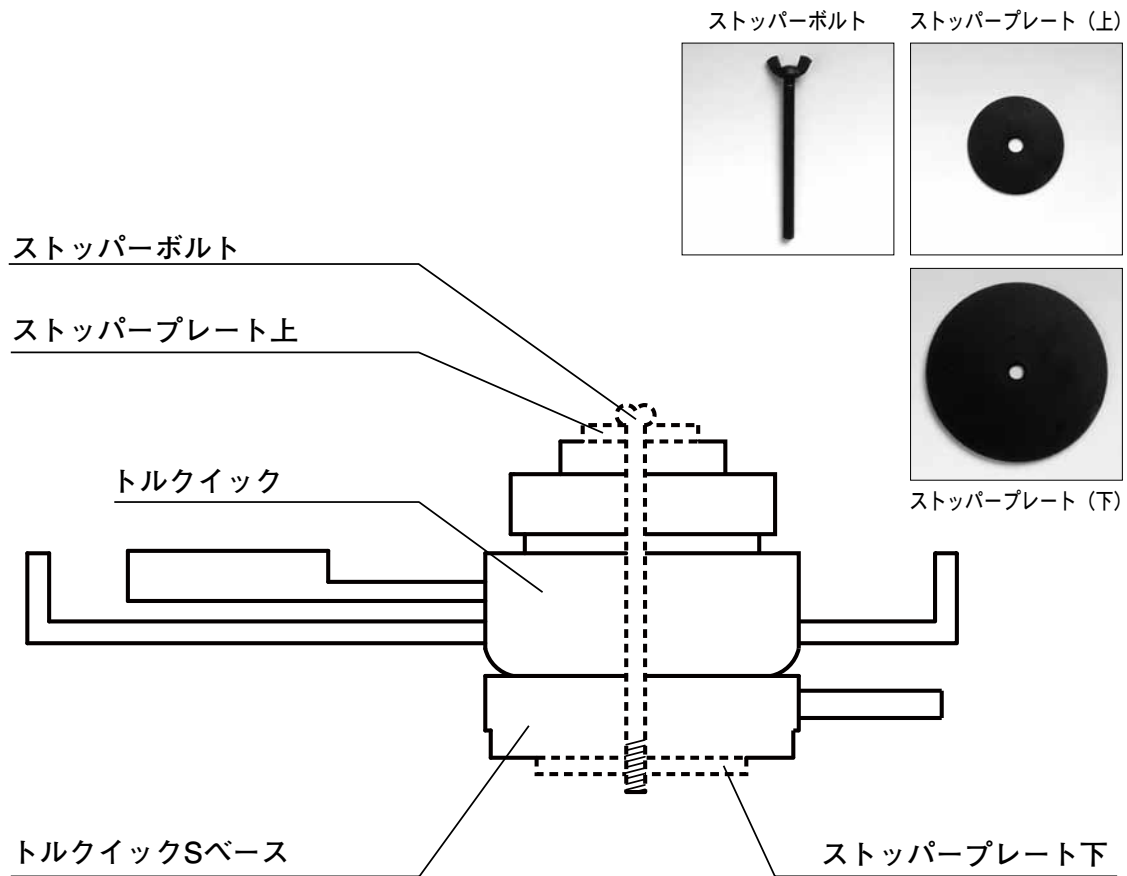 ストッパーボルト
ストッパープレート（上）
ストッパーボルト
ストッパープレート上
トルクイック
ストッパープレート（下）
トルクイックSベース
ストッパープレート下